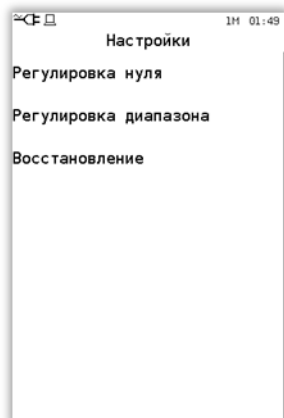 1M 01:49
Настройки
Регулировка нуля
Регулировка диапазона
Восстановление